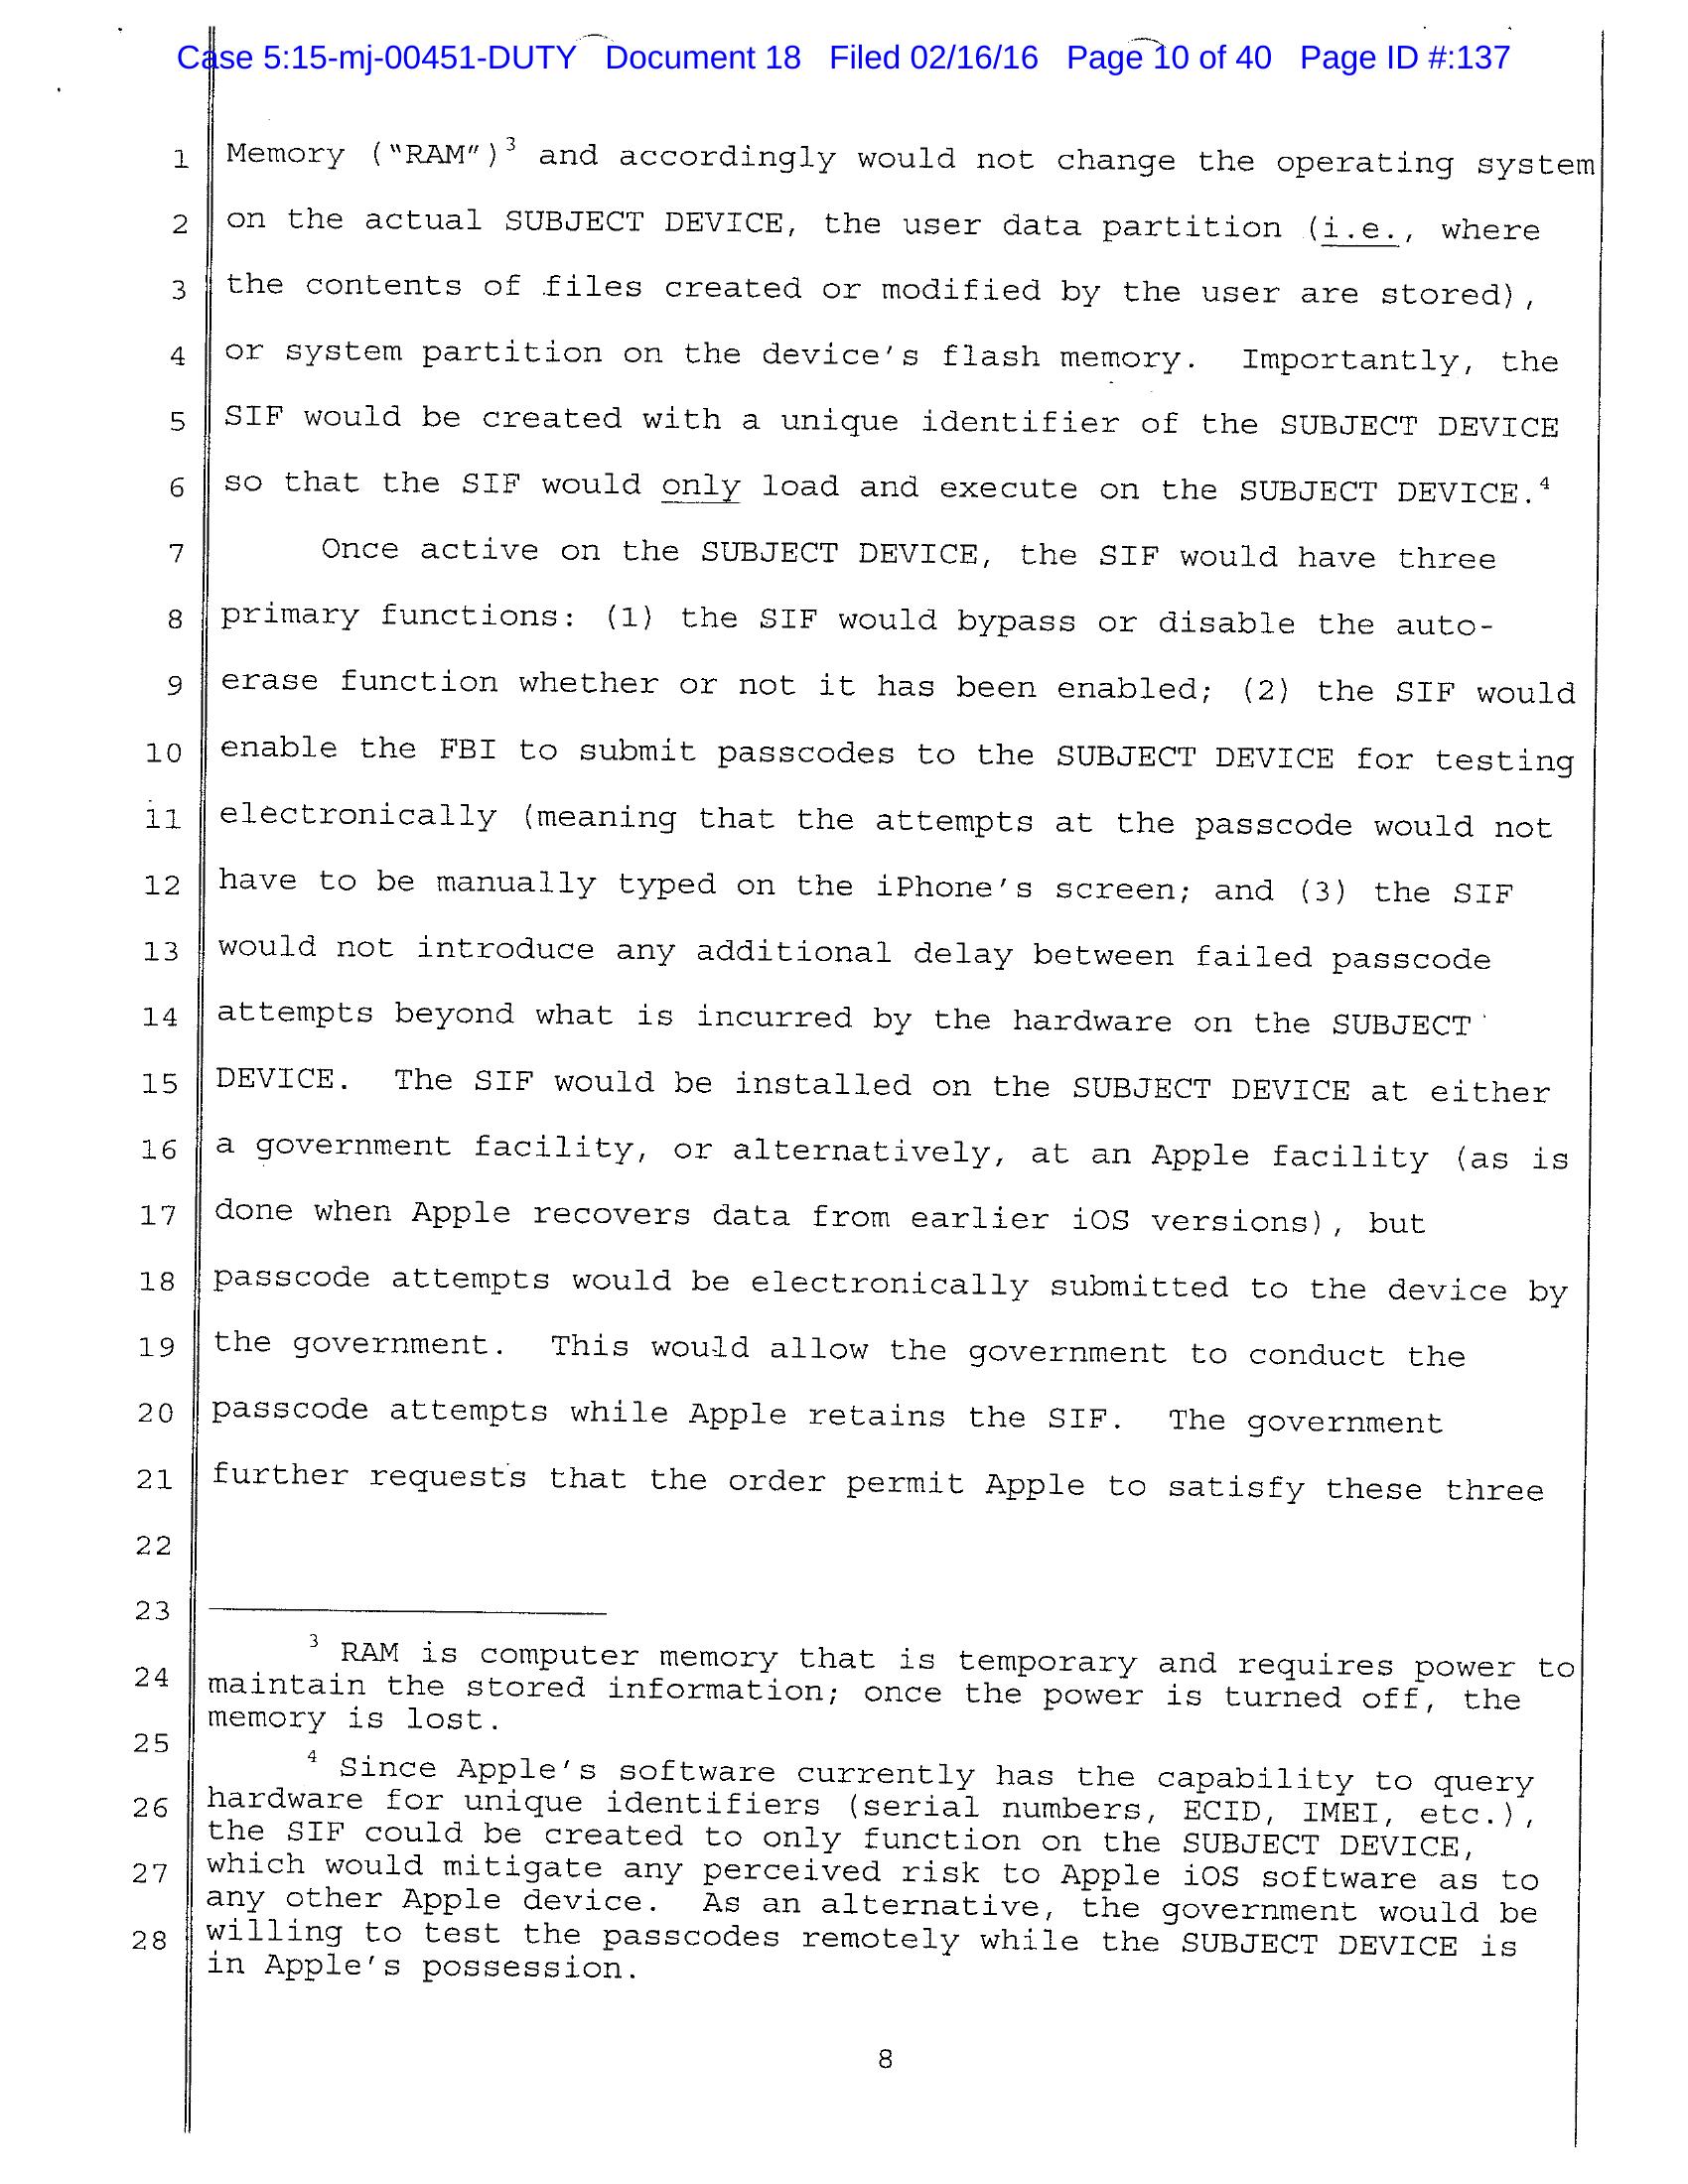 Case 5:15-mj-00451-DUTY Document 18 Filed 02/16/16 Page 10 of 40 Page ID #:137
1 Memory ("RAM")³ and accordingly would not change the operating system
2 on the actual SUBJECT DEVICE, the user data partition (i.e., where
3 the contents of files created or modified by the user are stored),
4 or system partition on the device's flash memory. Importantly, the
5 SIF would be created with a unique identifier of the SUBJECT DEVICE
6 so that the SIF would only load and execute on the SUBJECT DEVICE.⁴
7 Once active on the SUBJECT DEVICE, the SIF would have three
8 primary functions: (1) the SIF would bypass or disable the auto-
9 erase function whether or not it has been enabled; (2) the SIF would
10 enable the FBI to submit passcodes to the SUBJECT DEVICE for testing
11 electronically (meaning that the attempts at the passcode would not
12 have to be manually typed on the iPhone's screen; and (3) the SIF
13 would not introduce any additional delay between failed passcode
14 attempts beyond what is incurred by the hardware on the SUBJECT
15 DEVICE. The SIF would be installed on the SUBJECT DEVICE at either
16 a government facility, or alternatively, at an Apple facility (as is
17 done when Apple recovers data from earlier iOS versions), but
18 passcode attempts would be electronically submitted to the device by
19 the government. This would allow the government to conduct the
20 passcode attempts while Apple retains the SIF. The government
21 further requests that the order permit Apple to satisfy these three
22
23
³ RAM is computer memory that is temporary and requires power to
24 maintain the stored information; once the power is turned off, the
memory is lost.
25
⁴ Since Apple's software currently has the capability to query
26 hardware for unique identifiers (serial numbers, ECID, IMEI, etc.),
the SIF could be created to only function on the SUBJECT DEVICE,
27 which would mitigate any perceived risk to Apple iOS software as to
any other Apple device. As an alternative, the government would be
28 willing to test the passcodes remotely while the SUBJECT DEVICE is
in Apple's possession.
8